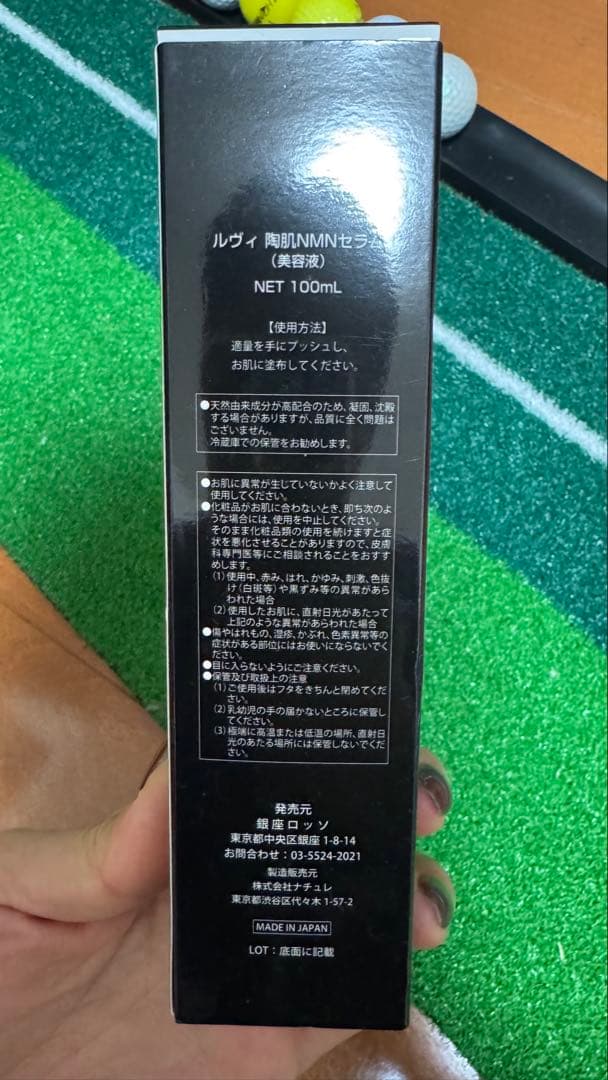 ルヴィ 陶肌NMNセラム
(美容液)
NET 100mL
【使用方法】
適量を手にプッシュし、
お肌に塗布してください。
●天然由来成分が高配合のため、凝固、沈殿
する場合がありますが、品質に全く問題は
ございません。
冷蔵庫での保管をお勧めします。
●お肌に異常が生じていないかよく注意して
使用してください。
●化粧品がお肌に合わないとき、即ち次のよ
うな場合には、使用を中止してください。
そのまま化粧品類の使用を続けますと症
状を悪化させることがありますので、皮膚
科専門医等にご相談されることをおすす
めします。
(1)使用中、赤み、はれ、かゆみ、刺激、色抜
け(白斑等)や黒ずみ等の異常があら
われた場合
(2)使用したお肌に、直射日光があたって
上記のような異常があらわれた場合
●傷やはれもの、湿疹、かぶれ、色素異常等の
症状がある部位にはお使いにならないでく
ださい。
●目に入らないようにご注意ください。
●保管及び取扱上の注意
(1)ご使用後はフタをきちんと閉めてくだ
さい。
(2)乳幼児の手の届かないところに保管し
てください。
(3)極端に高温または低温の場所、直射日
光のあたる場所には保管しないでくだ
さい。
発売元
銀座ロッソ
東京都中央区銀座 1-8-14
お問合わせ:03-5524-2021
製造販売元
株式会社ナチュレ
東京都渋谷区代々木 1-57-2
MADE IN JAPAN
LOT:底面に記載